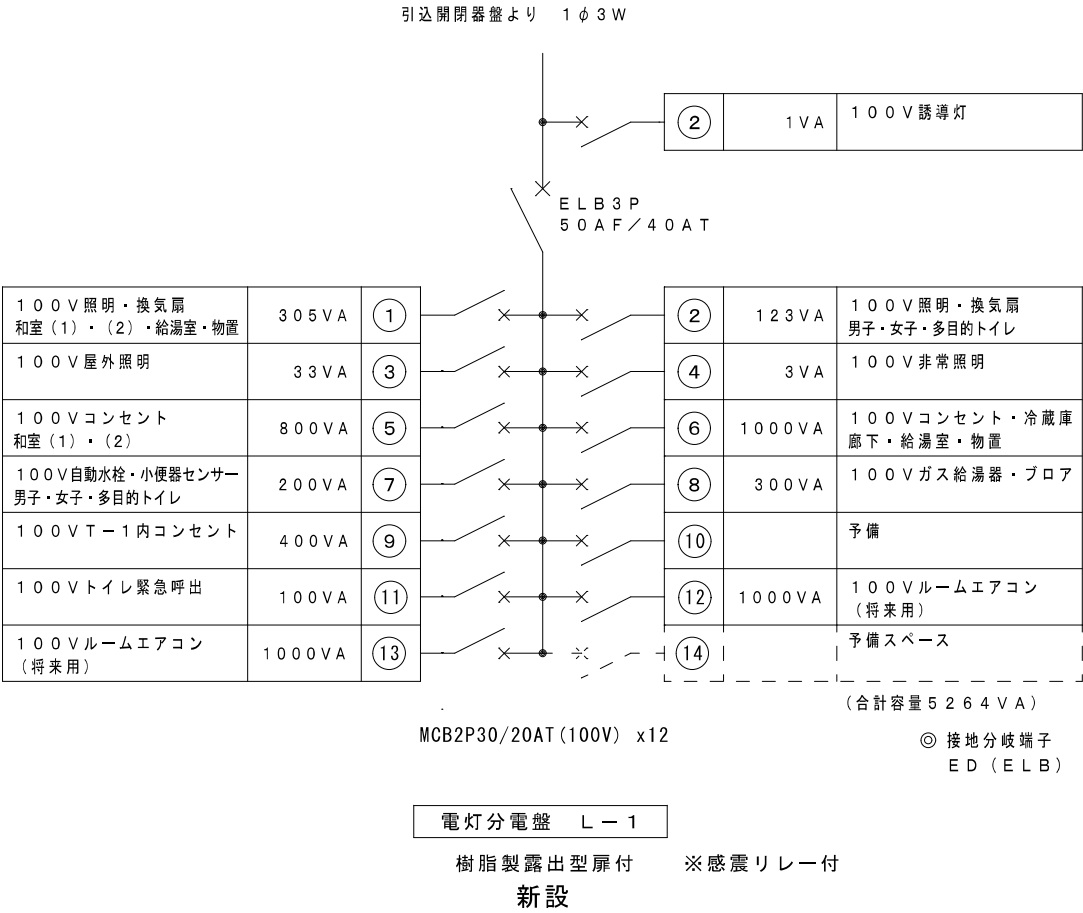 引込開閉器盤より　１φ３Ｗ
②　１ＶＡ　１００Ｖ誘導灯
ＥＬＢ３Ｐ
５０ＡＦ／４０ＡＴ
１００Ｖ照明・換気扇
和室（１）・（２）・給湯室・物置
３０５ＶＡ　①
②　１２３ＶＡ　１００Ｖ照明・換気扇
男子・女子・多目的トイレ
１００Ｖ屋外照明　３３ＶＡ　③
④　３ＶＡ　１００Ｖ非常照明
１００Ｖコンセント
和室（１）・（２）
８００ＶＡ　⑤
⑥　１０００ＶＡ　１００Ｖコンセント・冷蔵庫
廊下・給湯室・物置
１００Ｖ自動水栓・小便器センサー
男子・女子・多目的トイレ
２００ＶＡ　⑦
⑧　３００ＶＡ　１００Ｖガス給湯器・ブロア
１００ＶＴ－１内コンセント　４００ＶＡ　⑨
⑩　予備
１００Ｖトイレ緊急呼出　１００ＶＡ　⑪
⑫　１０００ＶＡ　１００Ｖルームエアコン
（将来用）
１００Ｖルームエアコン
（将来用）
１０００ＶＡ　⑬
⑭　予備スペース
（合計容量５２６４ＶＡ）
MCB2P30/20AT(100V) x12
◎ 接地分岐端子
ＥＤ（ＥＬＢ）
電灯分電盤　Ｌ－１
樹脂製露出型扉付　※感震リレー付
新設